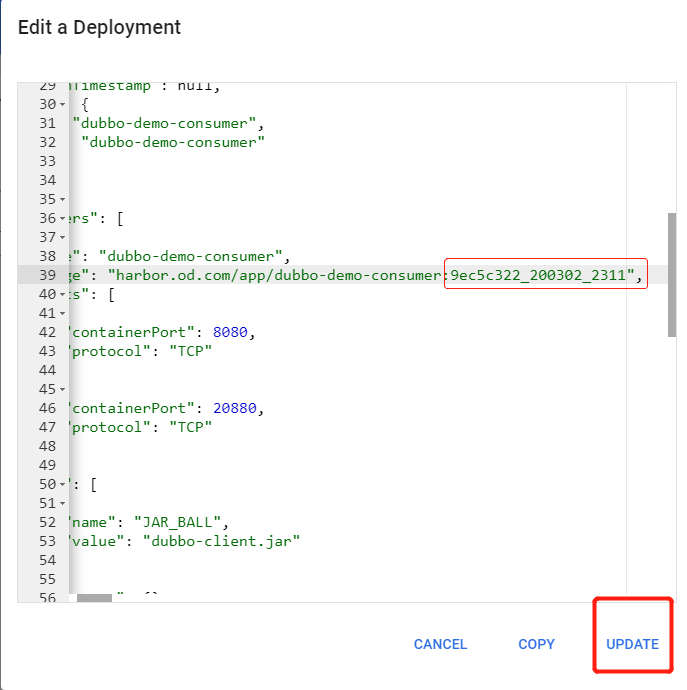 Edit a Deployment
29 nTimestamp": null,
30 {
31 "dubbo-demo-consumer",
32 "dubbo-demo-consumer"
33
34
35
36 ers": [
37
38 e": "dubbo-demo-consumer",
39 ge": "harbor.od.com/app/dubbo-demo-consumer:9ec5c322_200302_2311",
40 ts": [
41
42 "containerPort": 8080,
43 "protocol": "TCP"
44
45
46 "containerPort": 20880,
47 "protocol": "TCP"
48
49
50 ": [
51
52 "name": "JAR_BALL",
53 "value": "dubbo-client.jar"
54
55
56 ": {}
CANCEL COPY UPDATE